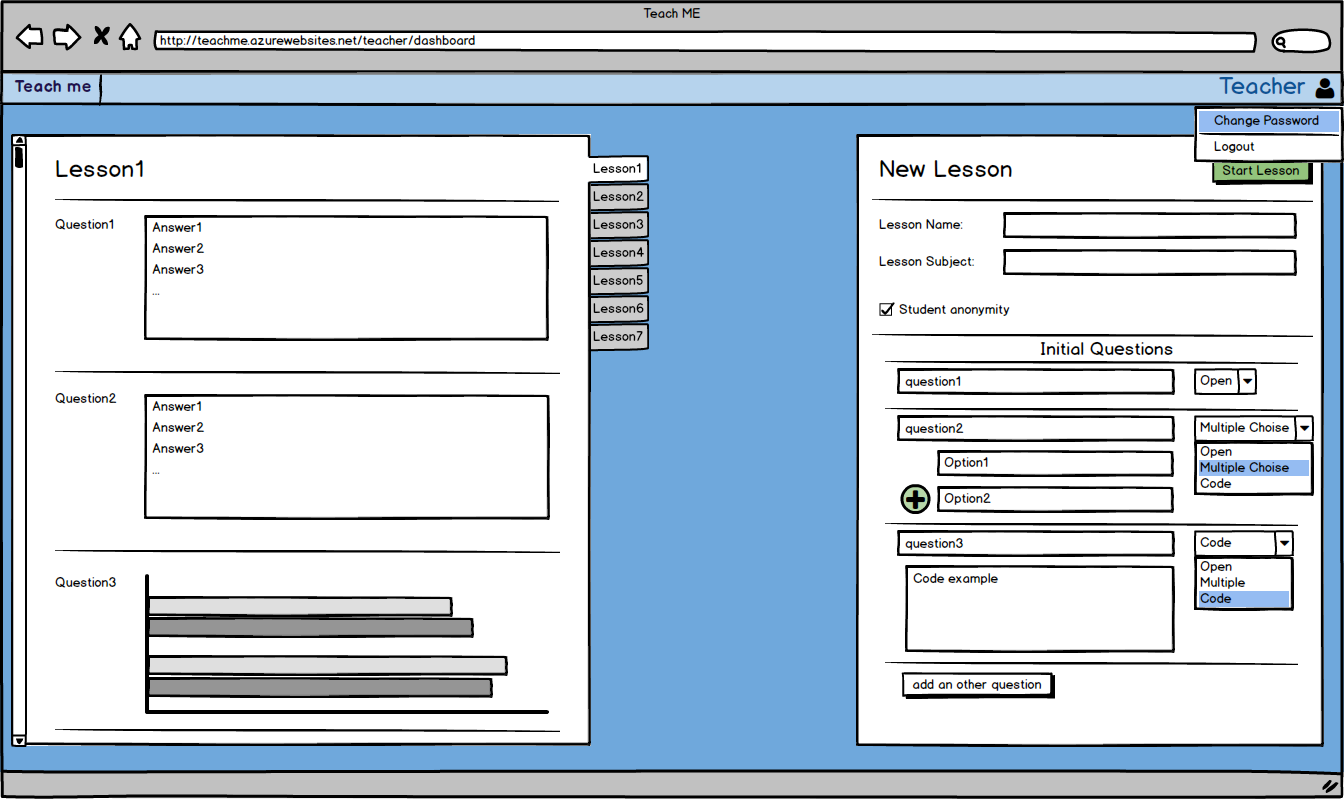 Teach ME
http://teachme.azurewebsites.net/teacher/dashboard
Teach me
Teacher
Change Password
Logout
Lesson1
Question1
Answer1
Answer2
Answer3
...
Question2
Answer1
Answer2
Answer3
...
Question3
Lesson1
Lesson2
Lesson3
Lesson4
Lesson5
Lesson6
Lesson7
New Lesson
Start Lesson
Lesson Name:
Lesson Subject:
Student anonymity
Initial Questions
question1
Open
question2
Multiple Choise
Open
Multiple Choise
Code
Option1
Option2
question3
Code
Open
Multiple
Code
Code example
add an other question